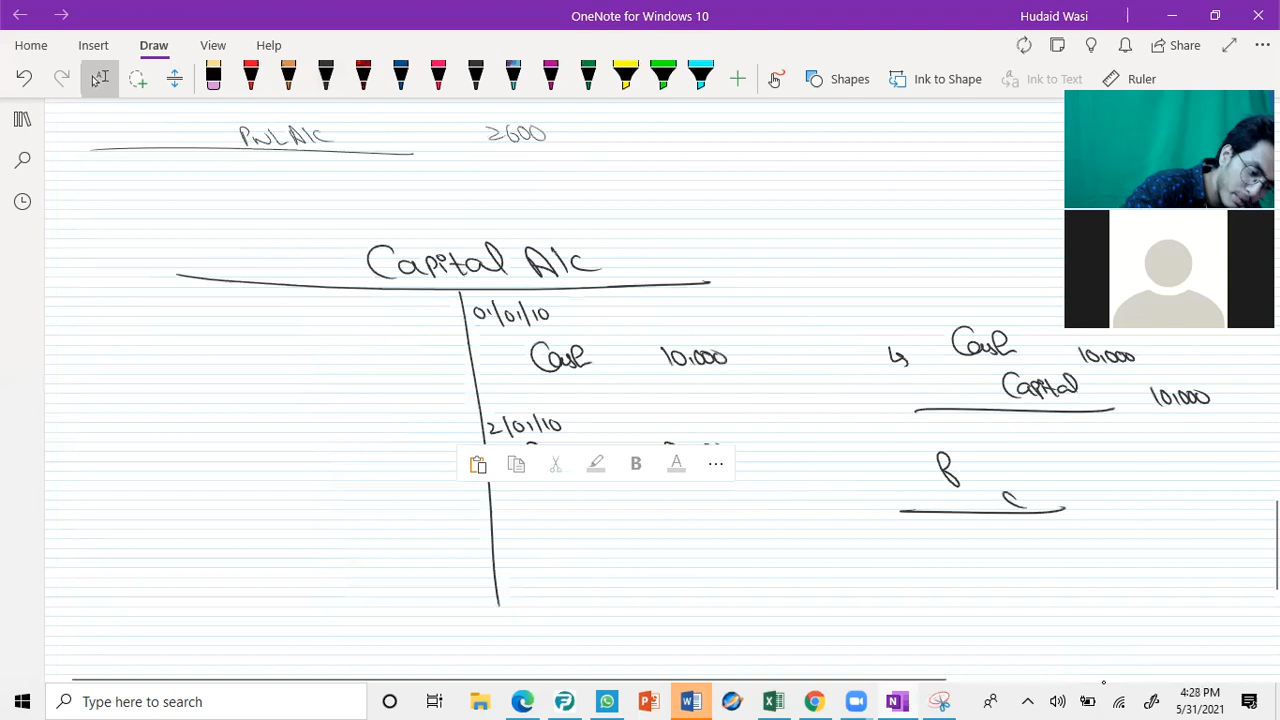 OneNote for Windows 10
Hudaid Wasi
Home Insert Draw View Help
Share
Shapes
Ink to Shape
Ink to Text
Ruler
PNL A/c 2600
Capital A/c
01/01/10
Cash 10,000
2/01/10
Cash 10,000
Capital 10,000
B
C
B A
Type here to search
4:28 PM
5/31/2021